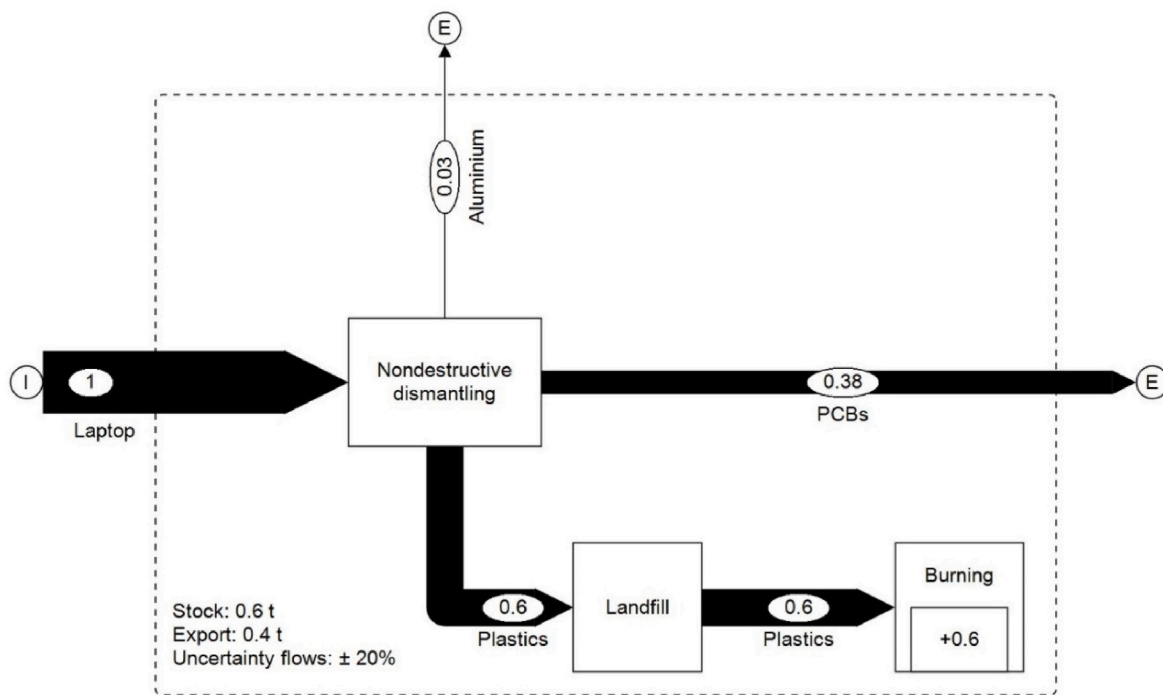 E
0.03
Aluminium
Nondestructive
dismantling
I
1
Laptop
0.38
PCBs
E
0.6
Plastics
Landfill
0.6
Plastics
Burning
+0.6
Stock: 0.6 t
Export: 0.4 t
Uncertainty flows: ± 20%